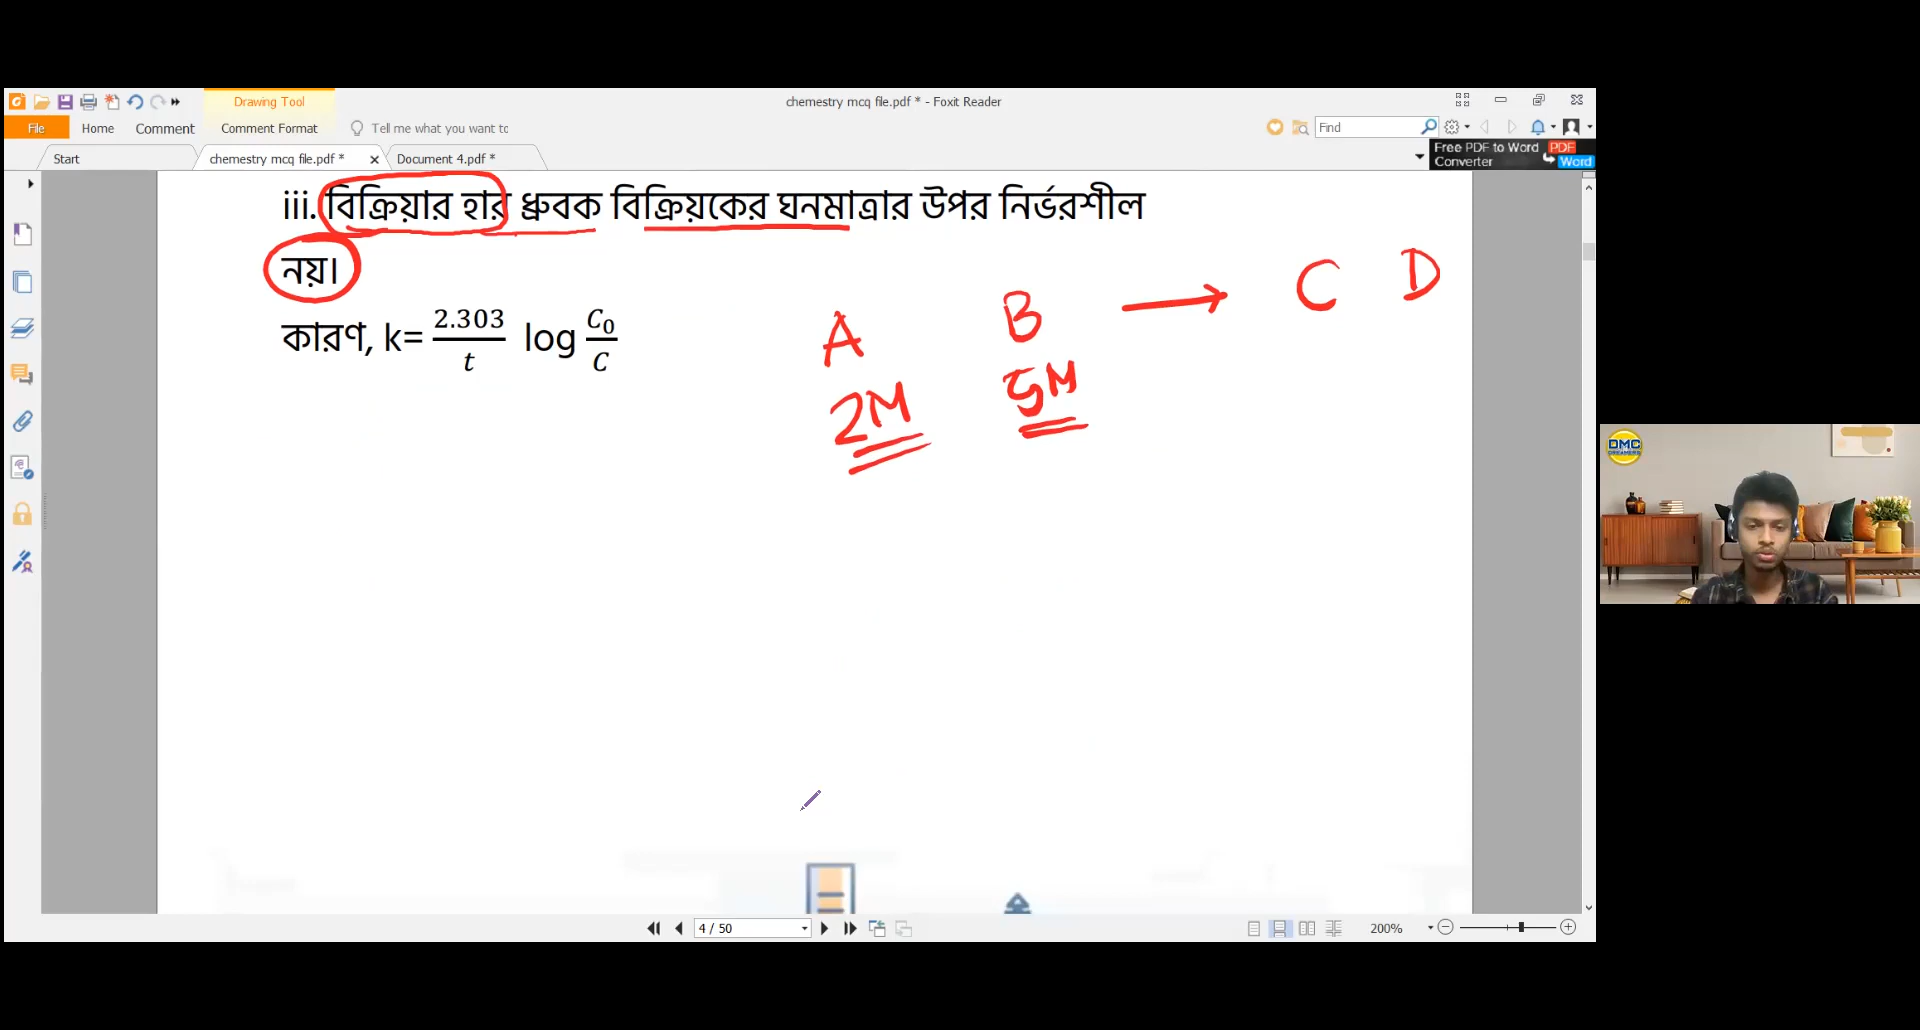 Drawing Tool
chemestry mcq file.pdf * - Foxit Reader
File Home Comment Comment Format Tell me what you want to
Find
Start chemestry mcq file.pdf * Document 4.pdf *
Free PDF to Word
Converter
PDF
Word
iii. বিক্রিয়ার হার ধ্রুবক বিক্রিয়কের ঘনমাত্রার উপর নির্ভরশীল
নয়।
কারণ, k= 2.303/t log C₀/C
A B → C D
2M 5M
DMC
DREAMERS
4 / 50
200%